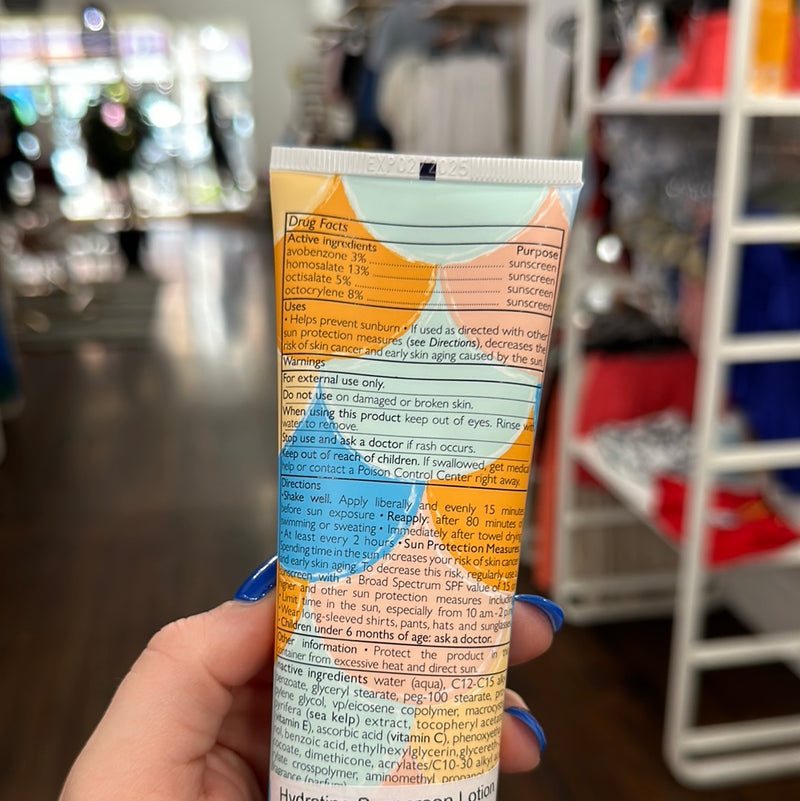 EXP02 2025
Drug Facts
Active ingredients Purpose
avobenzone 3% sunscreen
homosalate 13% sunscreen
octisalate 5% sunscreen
octocrylene 8% sunscreen
Uses
• Helps prevent sunburn • If used as directed with other
sun protection measures (see Directions), decreases the
risk of skin cancer and early skin aging caused by the sun
Warnings
For external use only.
Do not use on damaged or broken skin.
When using this product keep out of eyes. Rinse with
water to remove.
Stop use and ask a doctor if rash occurs.
Keep out of reach of children. If swallowed, get medical
help or contact a Poison Control Center right away.
Directions
•Shake well. Apply liberally and evenly 15 minutes
before sun exposure • Reapply: after 80 minutes of
swimming or sweating • Immediately after towel drying
•At least every 2 hours • Sun Protection Measures
Spending time in the sun increases your risk of skin cancer
and early skin aging. To decrease this risk, regularly use a
sunscreen with a Broad Spectrum SPF value of 15 or
higher and other sun protection measures including
• Limit time in the sun, especially from 10 am-2 pm
•Wear long-sleeved shirts, pants, hats and sunglasses
•Children under 6 months of age: ask a doctor.
Other information • Protect the product in this
container from excessive heat and direct sun.
Inactive ingredients water (aqua), C12-C15
benzoate, glyceryl stearate, peg-100 stearate,
glycol, vp/eicosene copolymer,
(sea kelp) extract, tocopheryl
(vitamin E), ascorbic acid (vitamin C),
benzoic acid, ethylhexylglycerin,
dimethicone, acrylates/C10-30 alkyl
crosspolymer, aminomethyl
Lotion